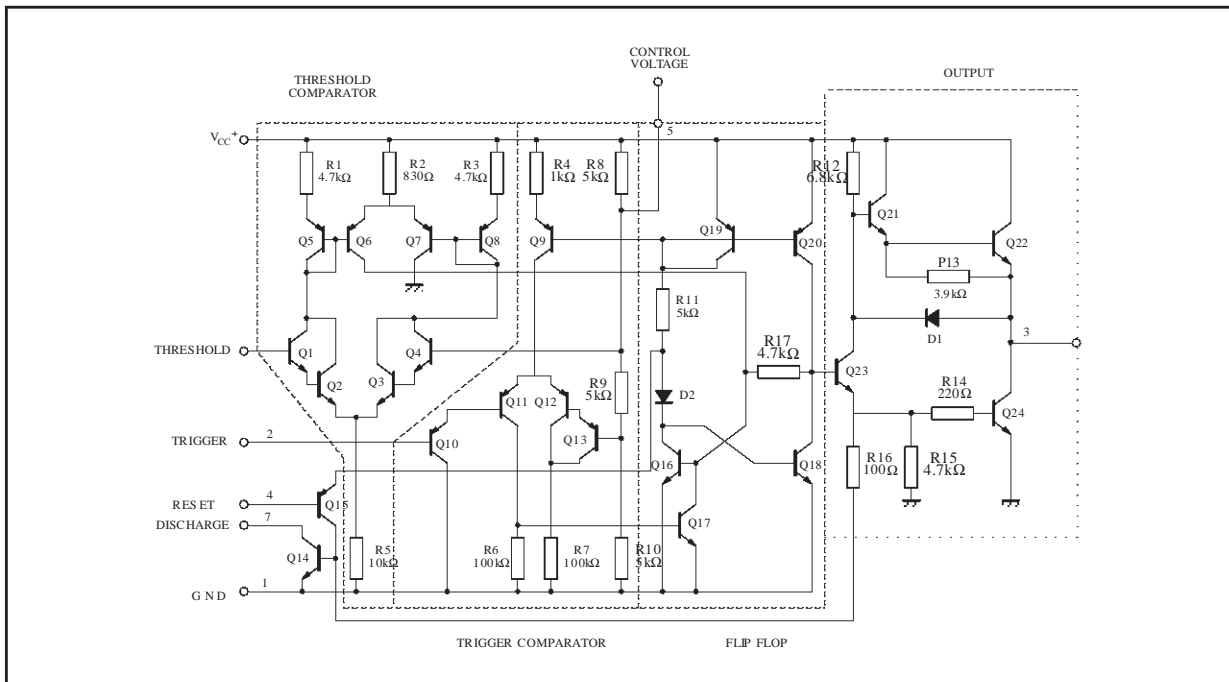 CONTROL
VOLTAGE
OUTPUT
THRESHOLD
COMPARATOR
5
VCC+
R1
4.7kΩ
R2
830Ω
R3
4.7kΩ
R4
1kΩ
R8
5kΩ
R12
6.8kΩ
Q5
Q6
Q7
Q8
Q9
Q19
Q20
Q21
Q22
P13
3.9kΩ
R11
5kΩ
D1
3
THRESHOLD
Q1
Q2
Q3
Q4
R17
4.7kΩ
Q23
R9
5kΩ
D2
R14
220Ω
Q11
Q12
Q13
Q24
TRIGGER
2
Q10
Q16
Q18
R16
100Ω
R15
4.7kΩ
RESET
4
Q15
DISCHARGE
7
Q17
Q14
R5
10kΩ
R6
100kΩ
R7
100kΩ
R10
5kΩ
GND
1
TRIGGER COMPARATOR
FLIP FLOP